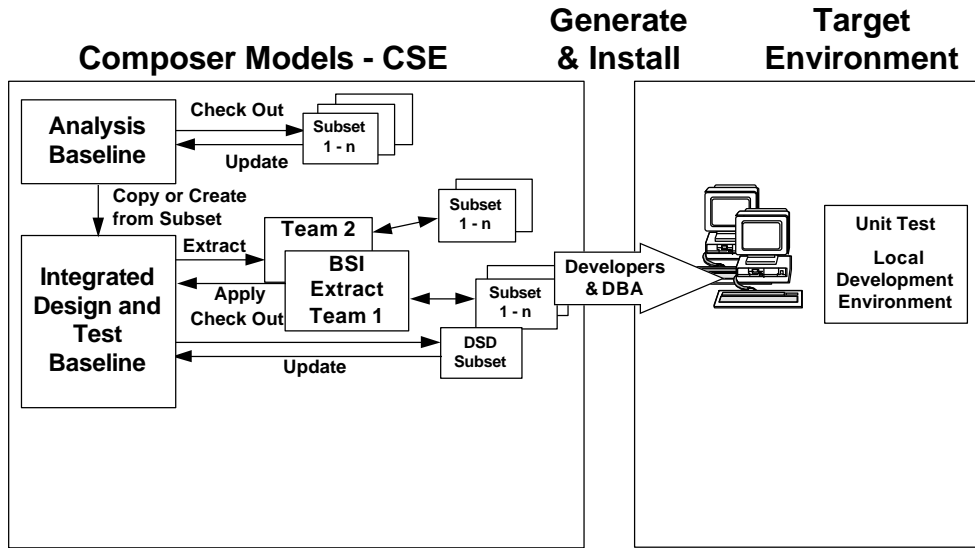 Composer Models - CSE
Generate
& Install
Target
Environment
Analysis
Baseline
Check Out
Update
Subset
1 - n
Copy or Create
from Subset
Integrated
Design and
Test
Baseline
Extract
Apply
Check Out
Update
Team 2
BSI
Extract
Team 1
Subset
1 - n
Subset
1 - n
DSD
Subset
Developers
& DBA
Unit Test
Local
Development
Environment